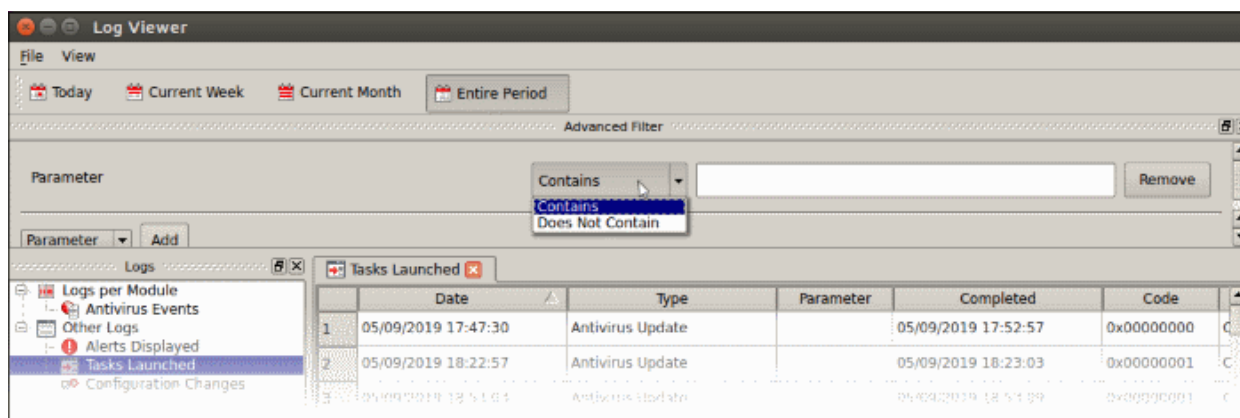 Log Viewer
File View
Today Current Week Current Month Entire Period
Advanced Filter
Parameter Contains Remove
Contains
Does Not Contain
Parameter Add
Logs
Logs per Module
Antivirus Events
Other Logs
Alerts Displayed
Tasks Launched
Configuration Changes
Tasks Launched
Date Type Parameter Completed Code
1 05/09/2019 17:47:30 Antivirus Update 05/09/2019 17:52:57 0x00000000
2 05/09/2019 18:22:57 Antivirus Update 05/09/2019 18:23:03 0x00000001
3 Antivirus Update